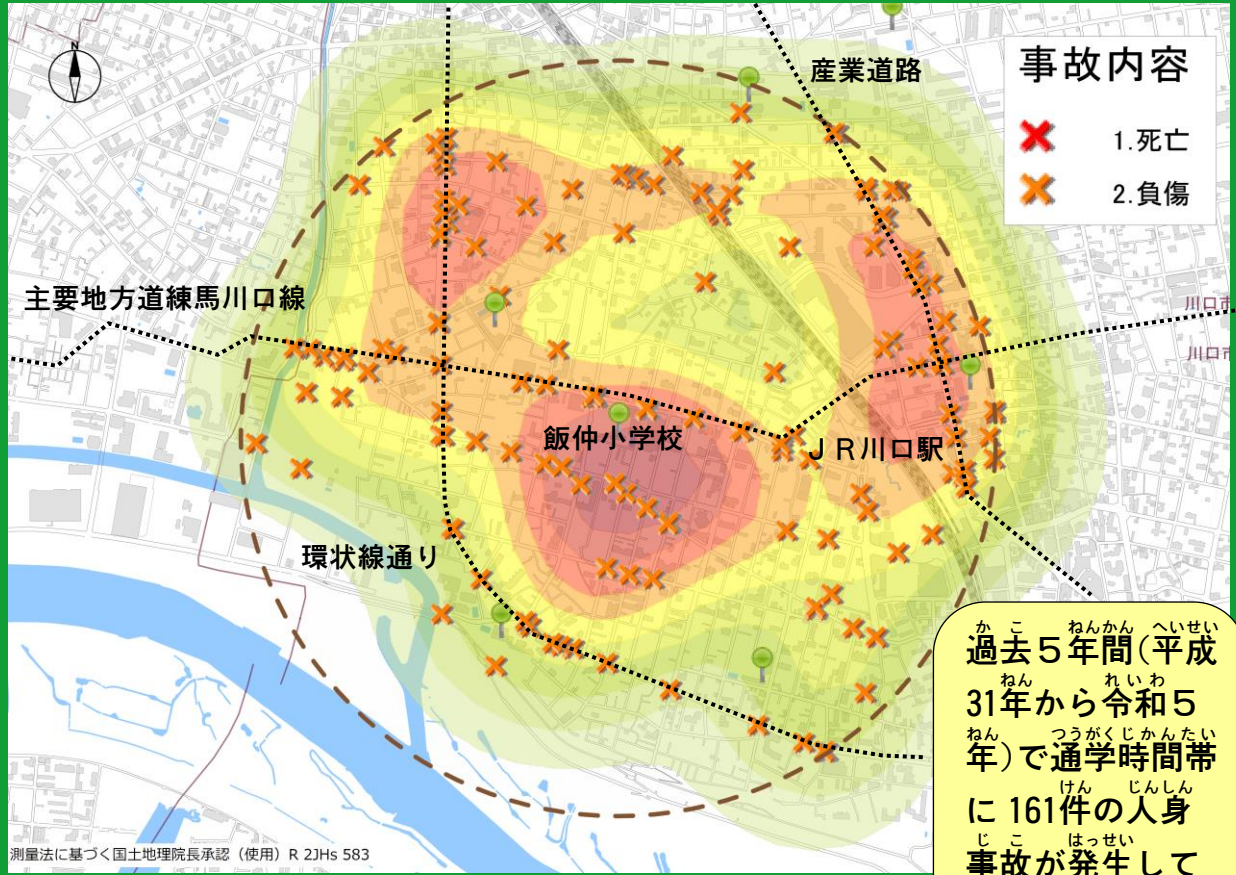 N
産業道路
事故内容
1.死亡
2.負傷
主要地方道練馬川口線
川口市
川口市
飯仲小学校
JR川口駅
環状線通り
過去5年間(平成
かこ ねんかん へいせい
31年から令和5
ねん れいわ
年)で通学時間帯
ねん つうがくじかんたい
に161件の人身
けん じんしん
事故が発生して
じこ はっせい
測量法に基づく国土地理院長承認(使用)R 2JHs 583